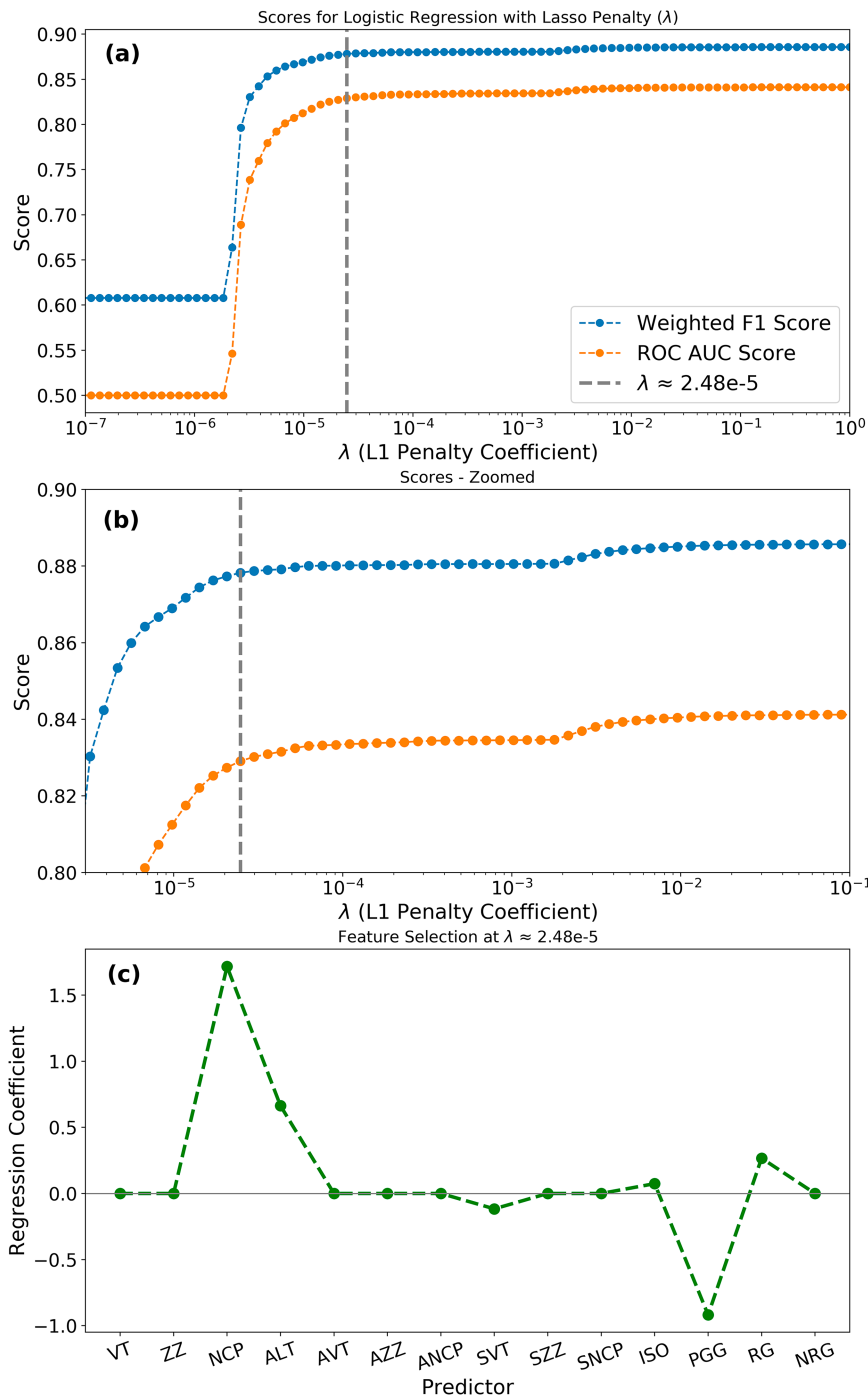 Scores for Logistic Regression with Lasso Penalty (λ)
(a)
Score
0.90
0.85
0.80
0.75
0.70
0.65
0.60
0.55
0.50
Weighted F1 Score
ROC AUC Score
λ ≈ 2.48e-5
10⁻⁷ 10⁻⁶ 10⁻⁵ 10⁻⁴ 10⁻³ 10⁻² 10⁻¹ 10⁰
λ (L1 Penalty Coefficient)
Scores - Zoomed
(b)
Score
0.90
0.88
0.86
0.84
0.82
0.80
10⁻⁵ 10⁻⁴ 10⁻³ 10⁻² 10⁻¹
λ (L1 Penalty Coefficient)
Feature Selection at λ ≈ 2.48e-5
(c)
Regression Coefficient
1.5
1.0
0.5
0.0
−0.5
−1.0
VT ZZ NCP ALT AVT AZZ ANCP SVT SZZ SNCP ISO PGG RG NRG
Predictor